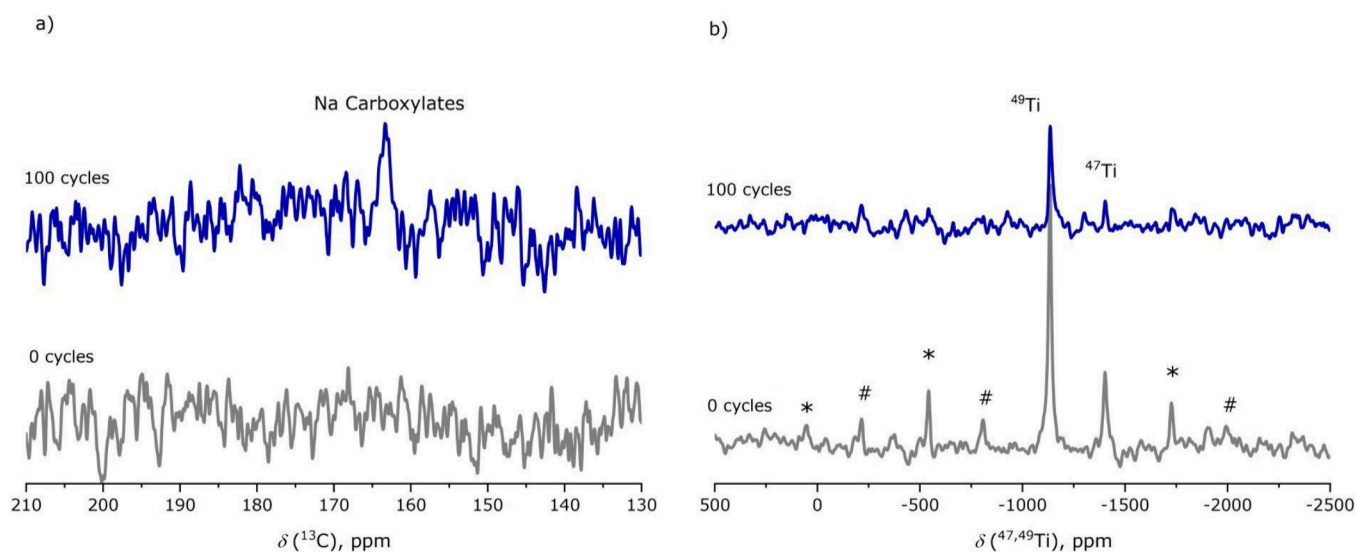 a)
Na Carboxylates
100 cycles
0 cycles
210 200 190 180 170 160 150 140 130
δ (¹³C), ppm
b)
⁴⁹Ti
⁴⁷Ti
100 cycles
0 cycles
* # * # * #
500 0 -500 -1000 -1500 -2000 -2500
δ (⁴⁷,⁴⁹Ti), ppm